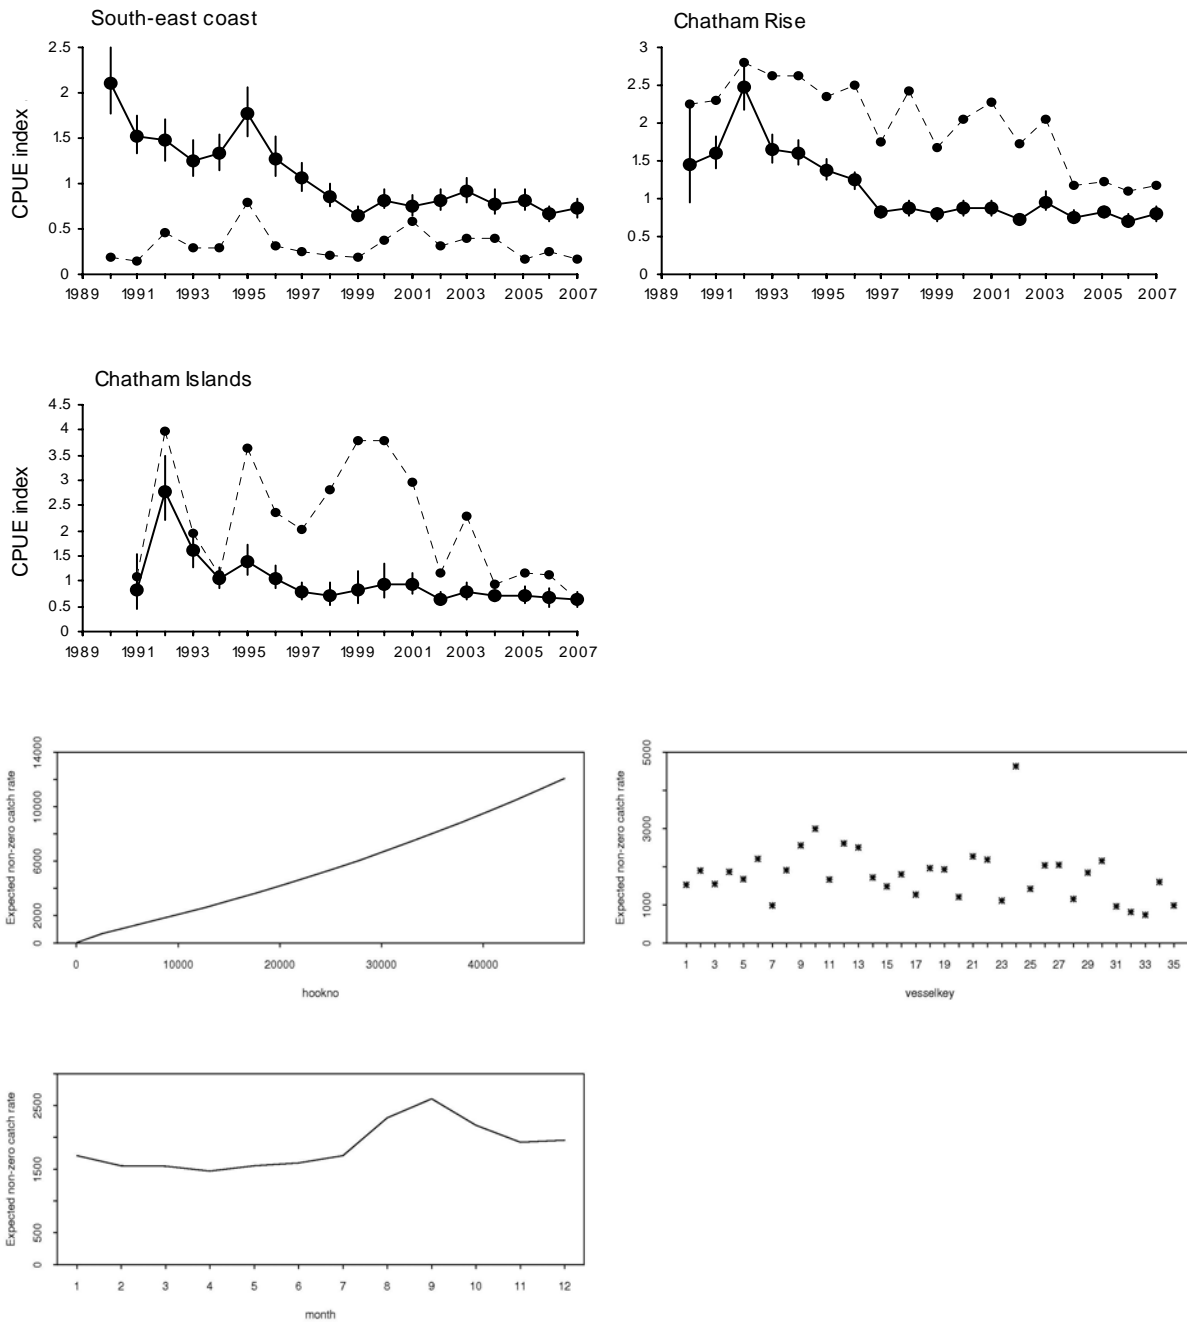 South-east coast
Chatham Rise
CPUE index
2.5
2
1.5
1
0.5
0
1989 1991 1993 1995 1997 1999 2001 2003 2005 2007
3
2.5
2
1.5
1
0.5
0
1989 1991 1993 1995 1997 1999 2001 2003 2005 2007
Chatham Islands
CPUE index
4.5
4
3.5
3
2.5
2
1.5
1
0.5
0
1989 1991 1993 1995 1997 1999 2001 2003 2005 2007
Expected non-zero catch rate
14000
10000
6000
2000
0
0 10000 20000 30000 40000
hookno
Expected non-zero catch rate
5000
3000
1000
0
1 3 5 7 9 11 13 15 17 19 21 23 25 27 29 31 33 35
vesselkey
Expected non-zero catch rate
2500
1500
500
0
1 2 3 4 5 6 7 8 9 10 11 12
month